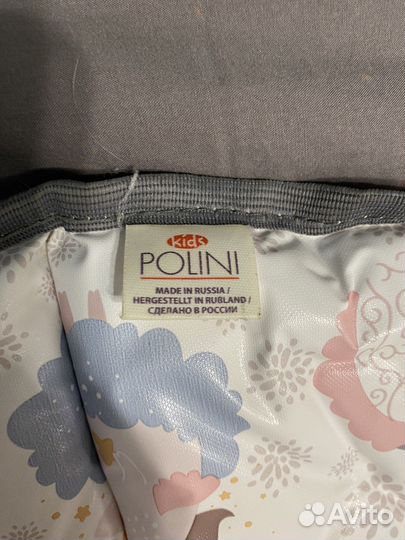 kids
POLINI
MADE IN RUSSIA /
HERGESTELLT IN RUßLAND /
СДЕЛАНО В РОССИИ
Avito